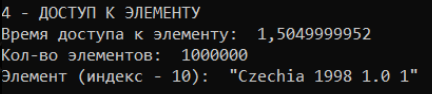 4 - ДОСТУП К ЭЛЕМЕНТУ
Время доступа к элементу:  1,5049999952
Кол-во элементов:  1000000
Элемент (индекс - 10):  "Czechia 1998 1.0 1"